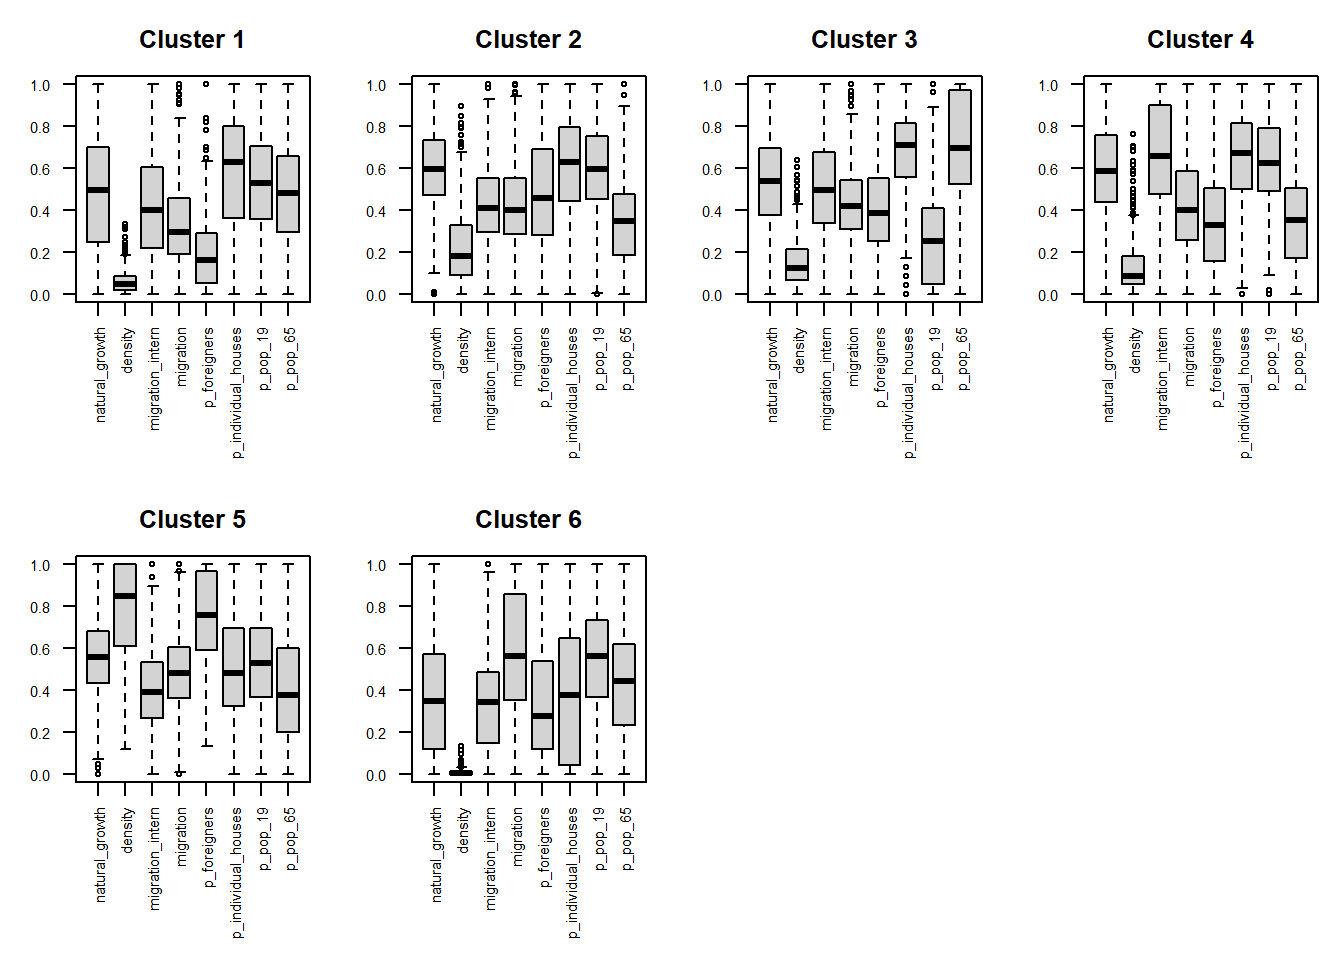 Cluster 1
1.0
0.8
0.6
0.4
0.2
0.0
natural_growth
density
migration_intern
migration
p_foreigners
p_individual_houses
p_pop_19
p_pop_65
Cluster 2
1.0
0.8
0.6
0.4
0.2
0.0
natural_growth
density
migration_intern
migration
p_foreigners
p_individual_houses
p_pop_19
p_pop_65
Cluster 3
1.0
0.8
0.6
0.4
0.2
0.0
natural_growth
density
migration_intern
migration
p_foreigners
p_individual_houses
p_pop_19
p_pop_65
Cluster 4
1.0
0.8
0.6
0.4
0.2
0.0
natural_growth
density
migration_intern
migration
p_foreigners
p_individual_houses
p_pop_19
p_pop_65
Cluster 5
1.0
0.8
0.6
0.4
0.2
0.0
natural_growth
density
migration_intern
migration
p_foreigners
p_individual_houses
p_pop_19
p_pop_65
Cluster 6
1.0
0.8
0.6
0.4
0.2
0.0
natural_growth
density
migration_intern
migration
p_foreigners
p_individual_houses
p_pop_19
p_pop_65